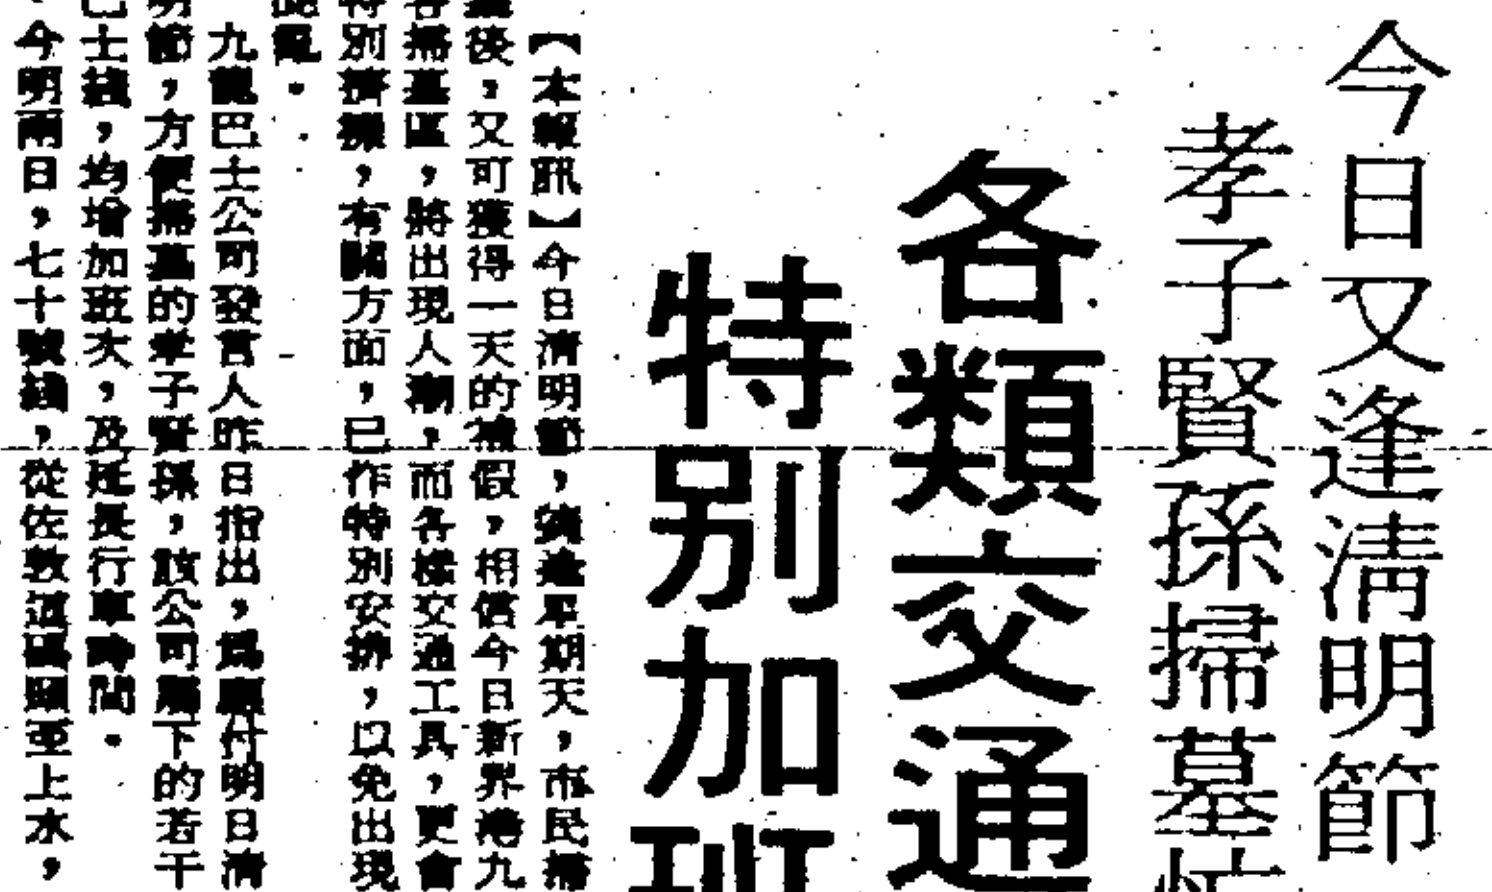 今日又逢清明節
孝子賢孫掃墓忙
各類交通
特別加班
【本報訊】今日清明節，適逢星期天，市民掃
墓後，又可獲得一天的補假，相信今日新界港九
各掃墓區，將出現人潮，而各樣交通工具，更會
特別擠擁，有關方面，已作特別安排，以免出現
混亂。
九龍巴士公司發言人昨日指出，為應付明日清
明節，方便掃墓的孝子賢孫，該公司屬下的若干
巴士綫，均增加班次，及延長行車時間。
今明兩日，七十號綫，從佐敦道碼頭至上水，